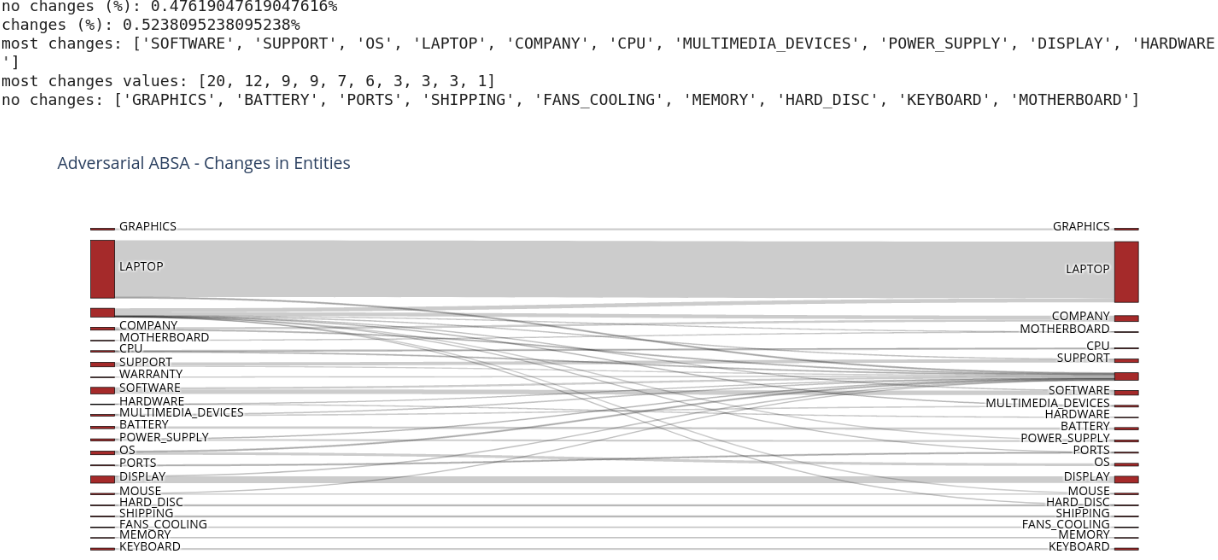 no changes (%): 0.47619047619047616%
changes (%): 0.5238095238095238%
most changes: ['SOFTWARE', 'SUPPORT', 'OS', 'LAPTOP', 'COMPANY', 'CPU', 'MULTIMEDIA_DEVICES', 'POWER_SUPPLY', 'DISPLAY', 'HARDWARE
']
most changes values: [20, 12, 9, 9, 7, 6, 3, 3, 3, 1]
no changes: ['GRAPHICS', 'BATTERY', 'PORTS', 'SHIPPING', 'FANS_COOLING', 'MEMORY', 'HARD_DISC', 'KEYBOARD', 'MOTHERBOARD']
Adversarial ABSA - Changes in Entities
GRAPHICS
LAPTOP
COMPANY
MOTHERBOARD
CPU
SUPPORT
WARRANTY
SOFTWARE
HARDWARE
MULTIMEDIA_DEVICES
BATTERY
POWER_SUPPLY
OS
PORTS
DISPLAY
MOUSE
HARD_DISC
SHIPPING
FANS_COOLING
MEMORY
KEYBOARD
GRAPHICS
LAPTOP
COMPANY
MOTHERBOARD
CPU
SUPPORT
SOFTWARE
MULTIMEDIA_DEVICES
HARDWARE
BATTERY
POWER_SUPPLY
PORTS
OS
DISPLAY
MOUSE
HARD_DISC
SHIPPING
FANS_COOLING
MEMORY
KEYBOARD